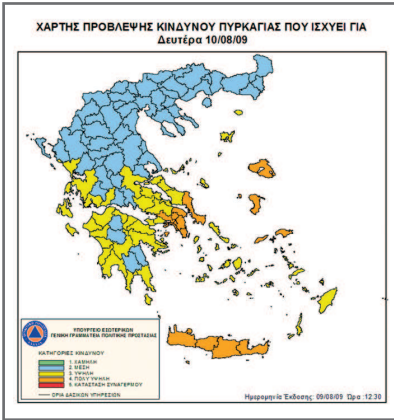 ΧΑΡΤΗΣ ΠΡΟΒΛΕΨΗΣ ΚΙΝΔΥΝΟΥ ΠΥΡΚΑΓΙΑΣ ΠΟΥ ΙΣΧΥΕΙ ΓΙΑ
Δευτέρα 10/08/09
ΥΠΟΥΡΓΕΙΟ ΕΣΩΤΕΡΙΚΩΝ
ΓΕΝΙΚΗ ΓΡΑΜΜΑΤΕΙΑ ΠΟΛΙΤΙΚΗΣ ΠΡΟΣΤΑΣΙΑΣ
ΚΑΤΗΓΟΡΙΕΣ ΚΙΝΔΥΝΟΥ
1. ΧΑΜΗΛΗ
2. ΜΕΣΗ
3. ΥΨΗΛΗ
4. ΠΟΛΥ ΥΨΗΛΗ
5. ΚΑΤΑΣΤΑΣΗ ΣΥΝΑΓΕΡΜΟΥ
ΟΡΙΑ ΔΑΣΙΚΩΝ ΥΠΗΡΕΣΙΩΝ
Ημερομηνία Έκδοσης: 09/08/09 Ώρα :12:30